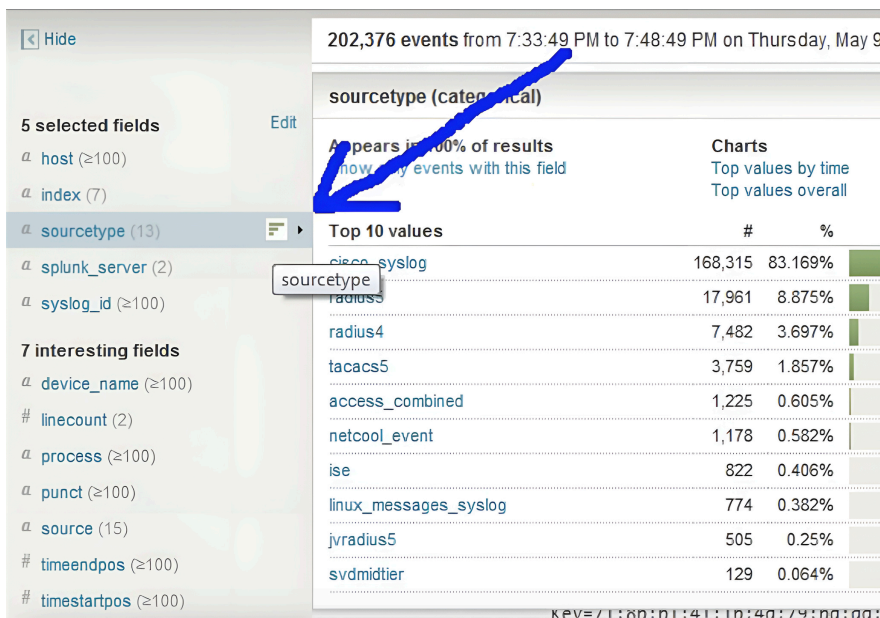 Hide
202,376 events from 7:33:49 PM to 7:48:49 PM on Thursday, May 9
sourcetype (categorical)
5 selected fields Edit
Appears in 100% of results Charts
a host (≥100)
Show only events with this field Top values by time
a index (7)
Top values overall
a sourcetype (13)
Top 10 values # %
a splunk_server (2)
cisco_syslog 168,315 83.169%
sourcetype
a syslog_id (≥100)
radius5 17,961 8.875%
radius4 7,482 3.697%
7 interesting fields
tacacs5 3,759 1.857%
a device_name (≥100)
access_combined 1,225 0.605%
# linecount (2)
netcool_event 1,178 0.582%
a process (≥100)
ise 822 0.406%
a punct (≥100)
linux_messages_syslog 774 0.382%
a source (15)
jvradius5 505 0.25%
# timeendpos (≥100)
svdmidtier 129 0.064%
# timestartpos (≥100)